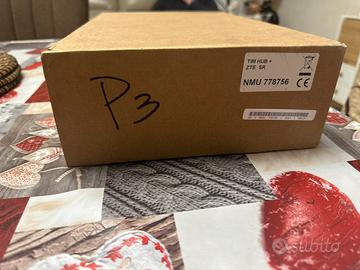 TIM HUB +
ZTE SR
NMU 778756
CE
P3
subito